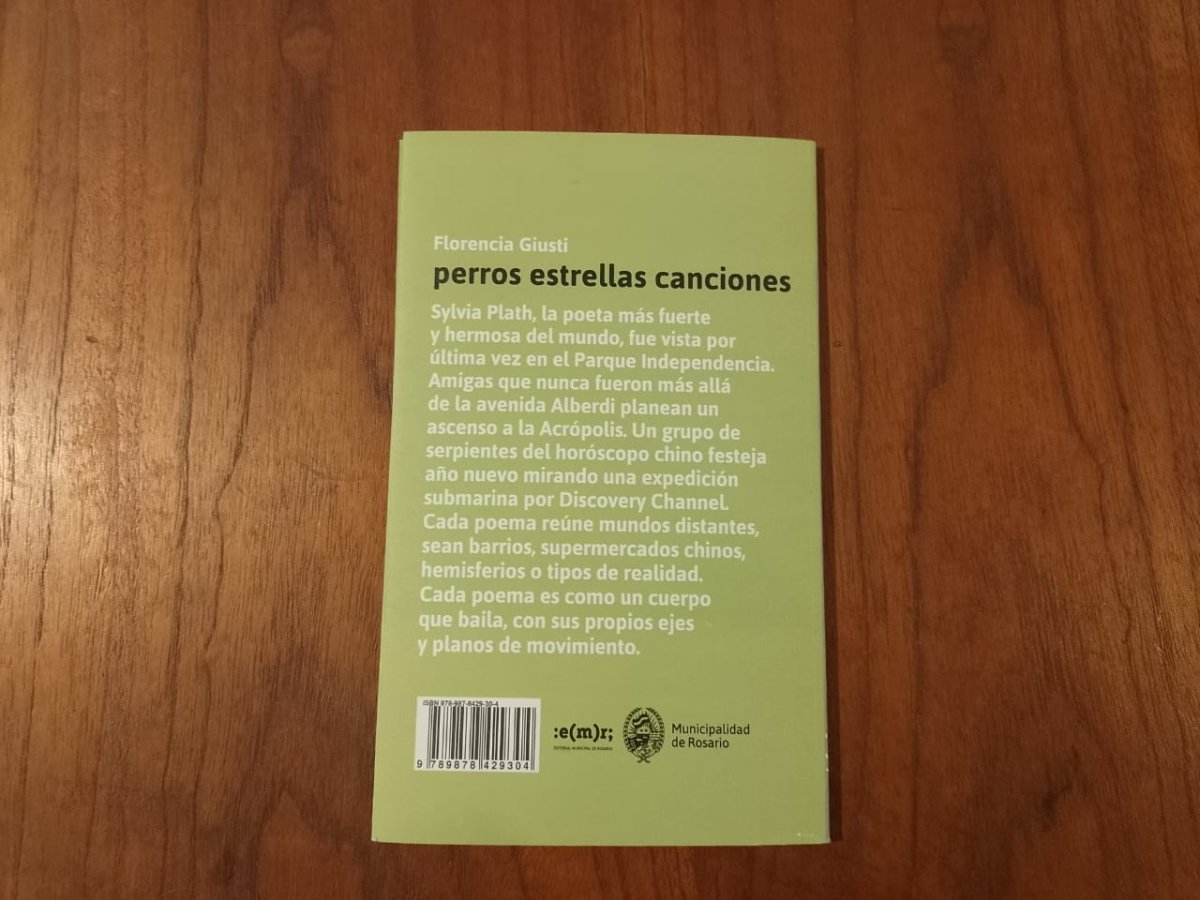 Florencia Giusti
perros estrellas canciones
Sylvia Plath, la poeta más fuerte
y hermosa del mundo, fue vista por
última vez en el Parque Independencia.
Amigas que nunca fueron más allá
de la avenida Alberdi planean un
ascenso a la Acrópolis. Un grupo de
serpientes del horóscopo chino festeja
año nuevo mirando una expedición
submarina por Discovery Channel.
Cada poema reúne mundos distantes,
sean barrios, supermercados chinos,
hemisferios o tipos de realidad.
Cada poema es como un cuerpo
que baila, con sus propios ejes
y planos de movimiento.
ISBN 978-987-8429-30-4
9 789878 429304
:e(m)r;
EDITORIAL MUNICIPAL DE ROSARIO
Municipalidad
de Rosario